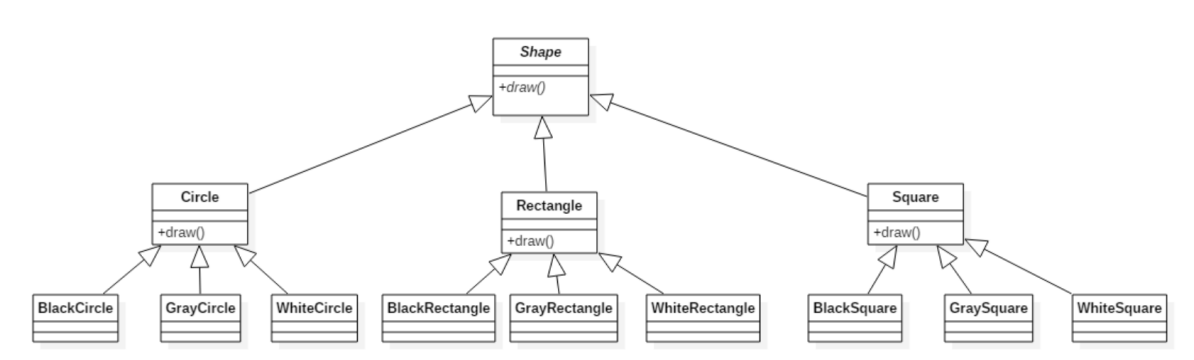 Shape
+draw()
Circle
+draw()
Rectangle
+draw()
Square
+draw()
BlackCircle
GrayCircle
WhiteCircle
BlackRectangle
GrayRectangle
WhiteRectangle
BlackSquare
GraySquare
WhiteSquare